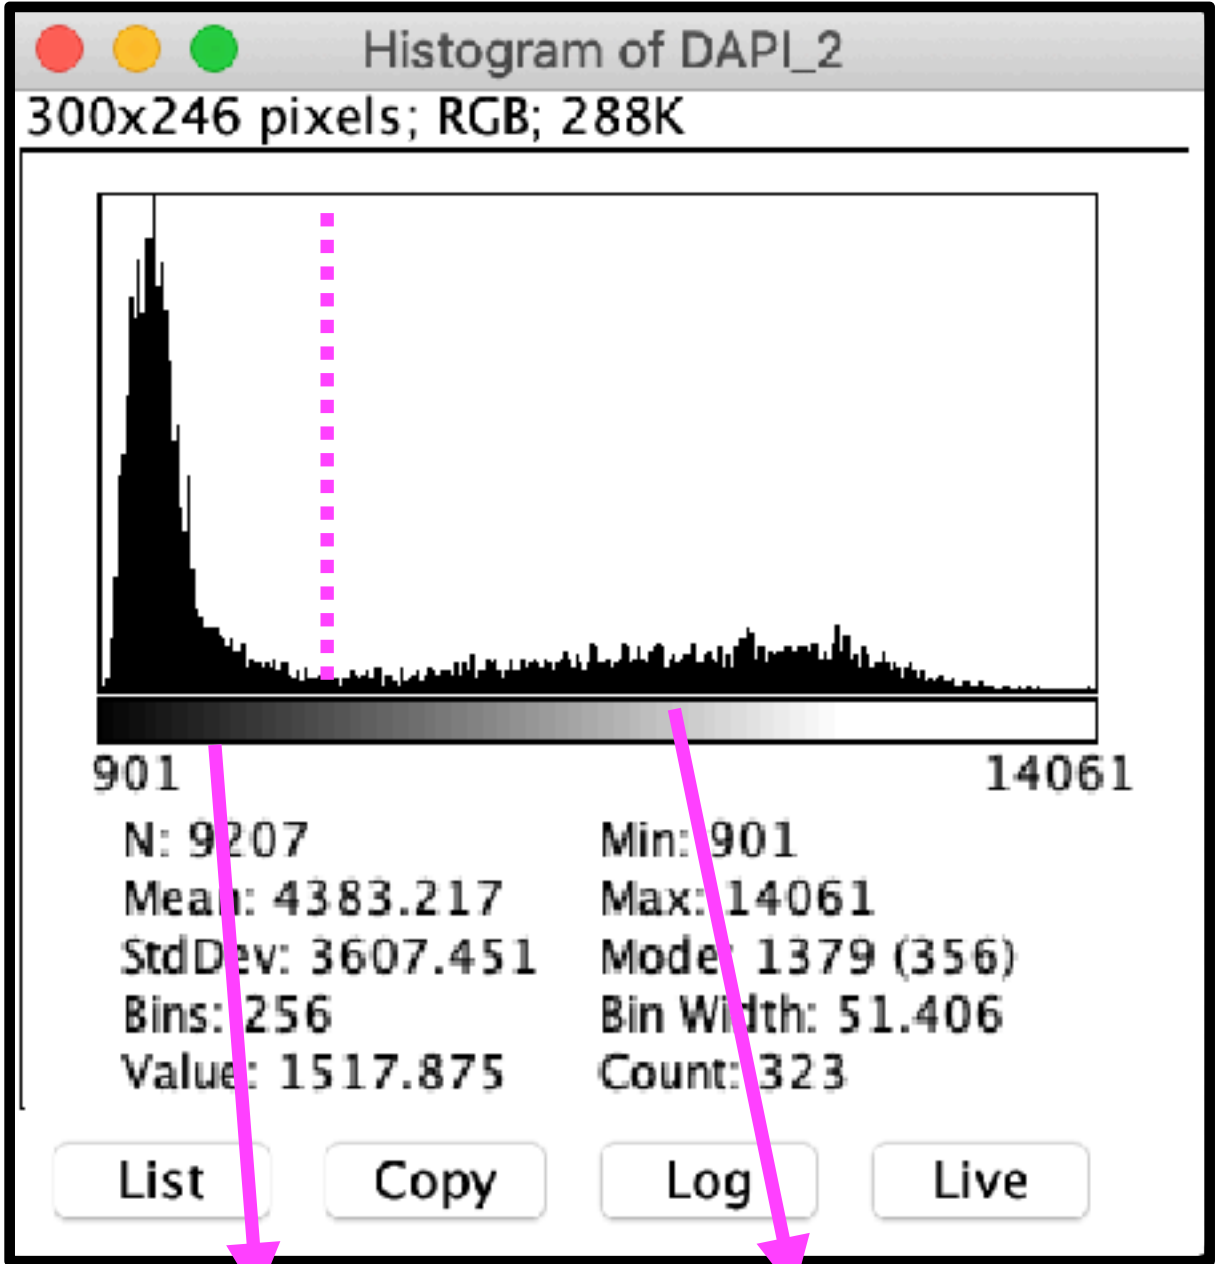 Histogram of DAPI_2
300x246 pixels; RGB; 288K
901 14061
N: 9207 Min: 901
Mean: 4383.217 Max: 14061
StdDev: 3607.451 Mode: 1379 (356)
Bins: 256 Bin Width: 51.406
Value: 1517.875 Count: 323
List Copy Log Live